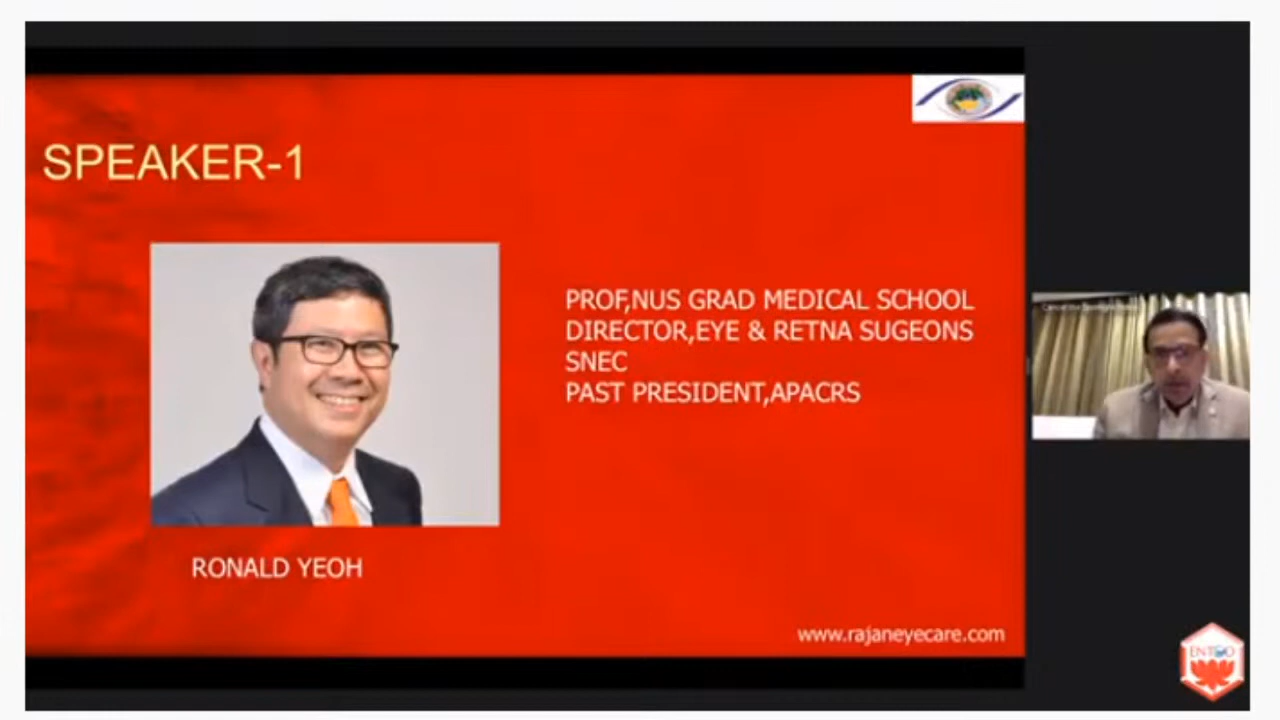 SPEAKER-1
PROF,NUS GRAD MEDICAL SCHOOL
DIRECTOR,EYE & RETNA SUGEONS
SNEC
PAST PRESIDENT,APACRS
RONALD YEOH
www.rajaneyecare.com